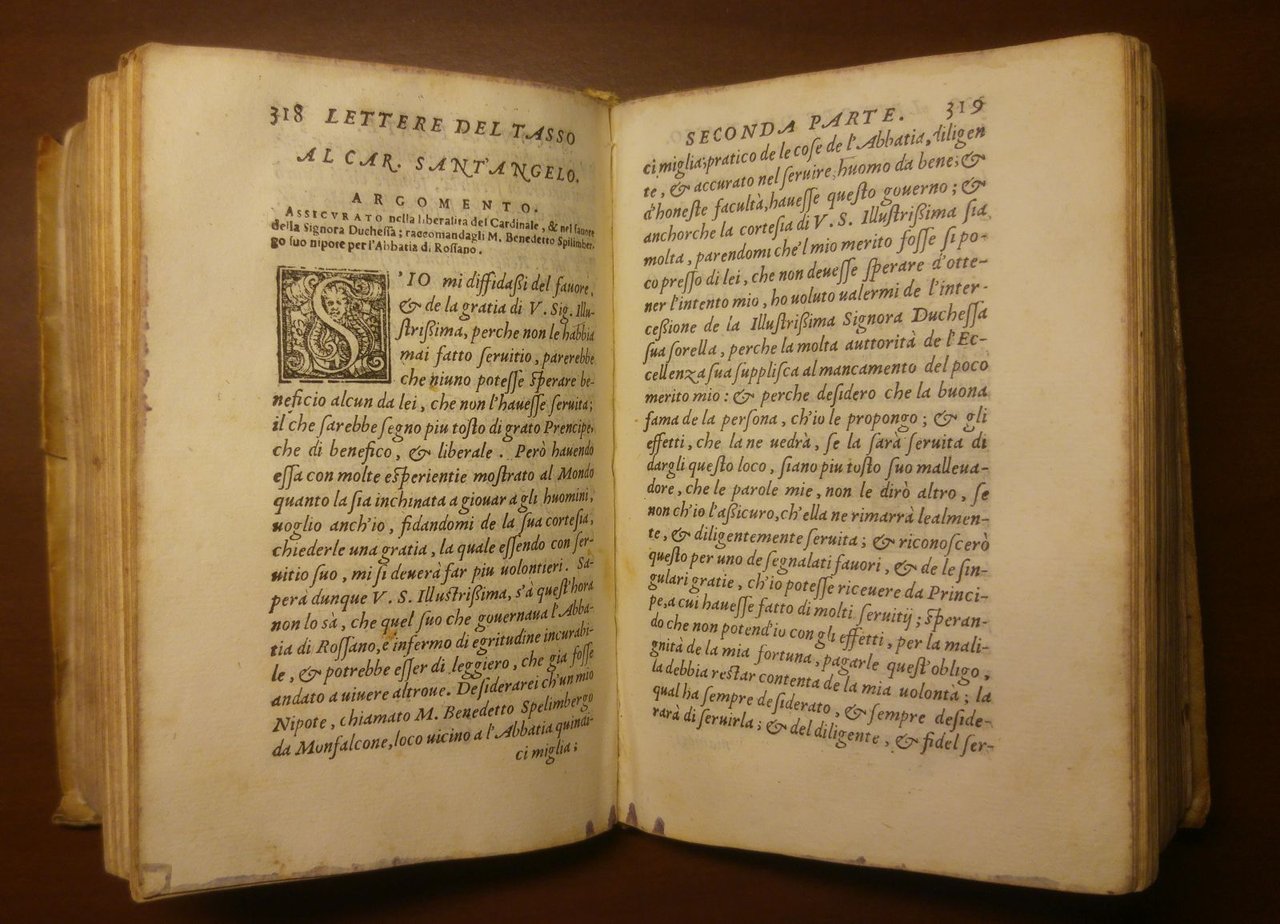 318 LETTERE DEL TASSO
AL CAR. SANT'ANGELO.
ARGOMENTO.
ASSICVRATO nella liberalita del Cardinale, & nel fauore
della Signora Duchessa; raccomandagli M. Benedetto Spilimber-
go suo nipote per l'Abbatia di Rossano.
S'IO mi diffidaßi del fauore,
& de la gratia di V. Sig. Illu-
strißima, perche non le habbia
mai fatto seruitio, parerebbe
che niuno potesse sperare be-
neficio alcun da lei, che non l'hauesse seruita;
il che sarebbe segno piu tosto di grato Prencipe,
che di benefico, & liberale. Però hauendo
essa con molte esperientie mostrato al Mondo
quanto la sia inchinata a giouar a gli huomini,
uoglio anch'io, fidandomi de la sua cortesia,
chiederle una gratia, la quale essendo con ser-
uitio suo, mi si deuerà far piu uolontieri. Sa-
perà dunque V. S. Illustrißima, s'à quest'hora
non lo sà, che quel suo che gouernaua l'Abba-
tia di Rossano, è infermo di egritudine incurabi-
le, & potrebbe esser di leggiero, che gia fosse
andato a uiuere altroue. Desiderarei ch'un mio
Nipote, chiamato M. Benedetto Spelimbergo
da Monfalcone, loco uicino a l'Abbatia quindi-
ci miglia;
SECONDA PARTE. 319
ci miglia; pratico de le cose de l'Abbatia, diligen
te, & accurato nel seruire, huomo da bene; &
d'honeste facultà, hauesse questo gouerno; &
anchorche la cortesia di V. S. Illustrißima sia
molta, parendomi che'l mio merito fosse si po-
co presso di lei, che non deuesse sperare d'otte-
ner l'intento mio, ho uoluto ualermi de l'inter-
ceßione de la Illustrißima Signora Duchessa
sua sorella, perche la molta auttorità de l'Ec-
cellenza sua supplisca al mancamento del poco
merito mio: & perche desidero che la buona
fama de la persona, ch'io le propongo; & gli
effetti, che la ne uedrà, se la sarà seruita di
dargli questo loco, siano piu tosto suo malleua-
dore, che le parole mie, non le dirò altro, se
non ch'io l'aßicuro, ch'ella ne rimarrà lealmen-
te, & diligentemente seruita; & riconoscerò
questo per uno de segnalati fauori, & de le sin-
gulari gratie, ch'io potesse riceuere da Princi-
pe, a cui hauesse fatto di molti seruitij; speran-
do che non potend'io con gli effetti, per la mali-
gnità de la mia fortuna, pagarle quest'obligo,
la debbia restar contenta de la mia uolontà; la
qual ha sempre desiderato, & sempre deside-
rarà di seruirla; & del diligente, & fidel ser-